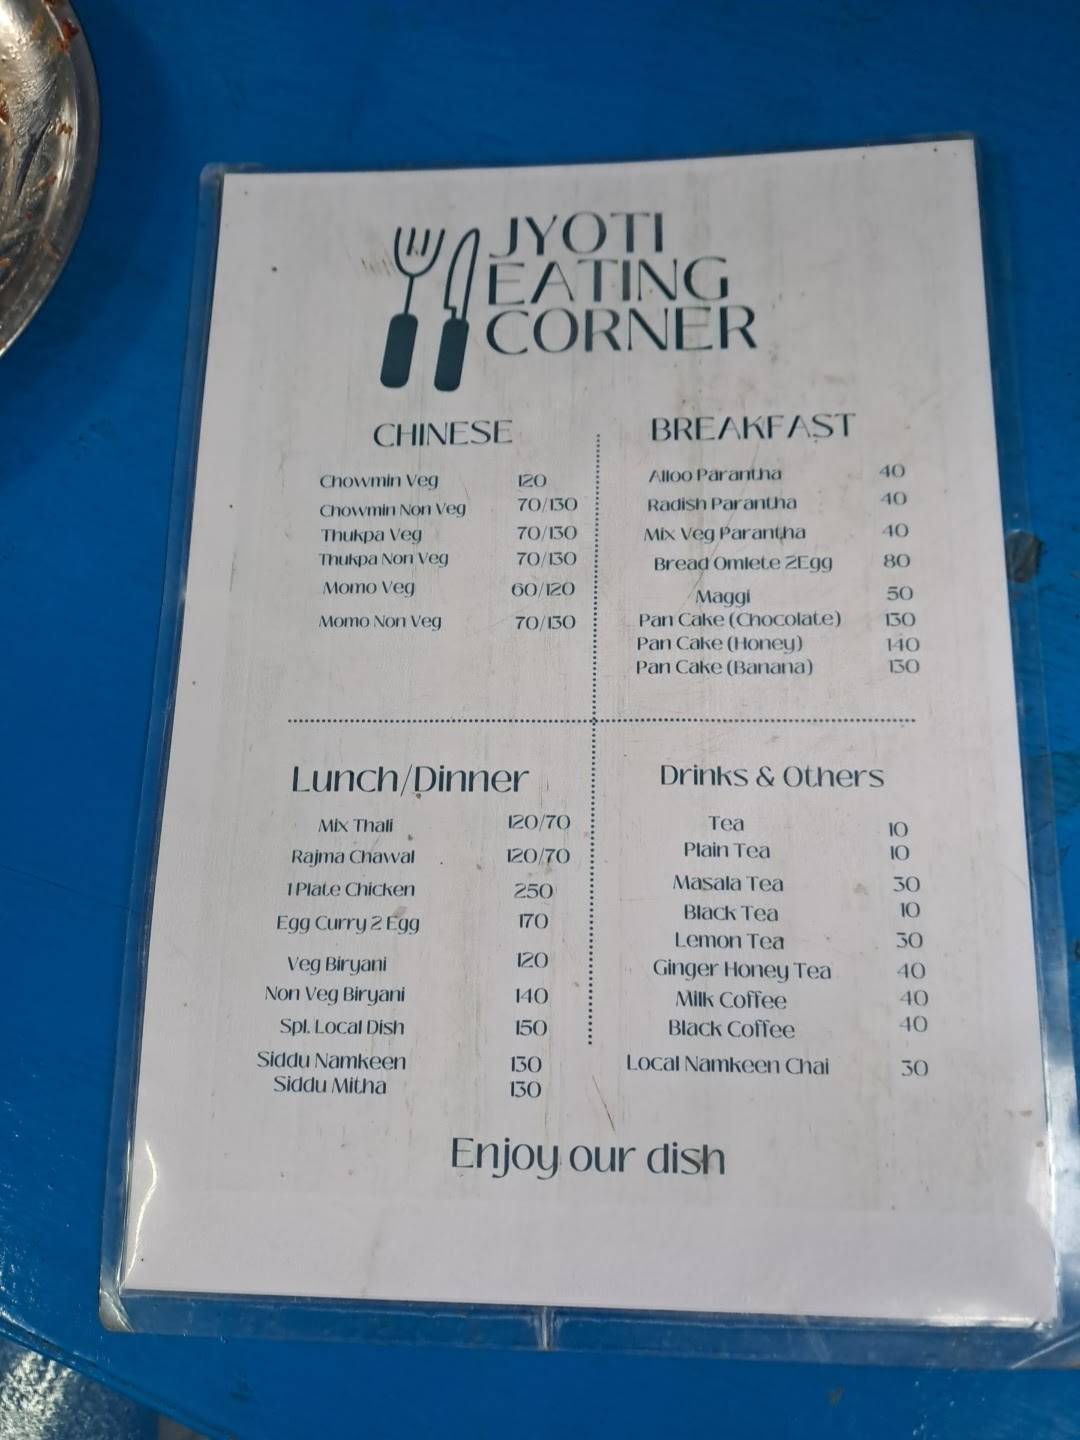 JYOTI
EATING
CORNER
CHINESE
Chowmin Veg 120
Chowmin Non Veg 70/130
Thukpa Veg 70/130
Thukpa Non Veg 70/130
Momo Veg 60/120
Momo Non Veg 70/130
BREAKFAST
Alloo Parantha 40
Radish Parantha 40
Mix Veg Parantha 40
Bread Omlete 2Egg 80
Maggi 50
Pan Cake (Chocolate) 130
Pan Cake (Honey) 140
Pan Cake (Banana) 130
Lunch/Dinner
Mix Thali 120/70
Rajma Chawal 120/70
1 Plate Chicken 250
Egg Curry 2 Egg 170
Veg Biryani 120
Non Veg Biryani 140
Spl. Local Dish 150
Siddu Namkeen 130
Siddu Mitha 130
Drinks & Others
Tea 10
Plain Tea 10
Masala Tea 30
Black Tea 10
Lemon Tea 30
Ginger Honey Tea 40
Milk Coffee 40
Black Coffee 40
Local Namkeen Chai 30
Enjoy our dish